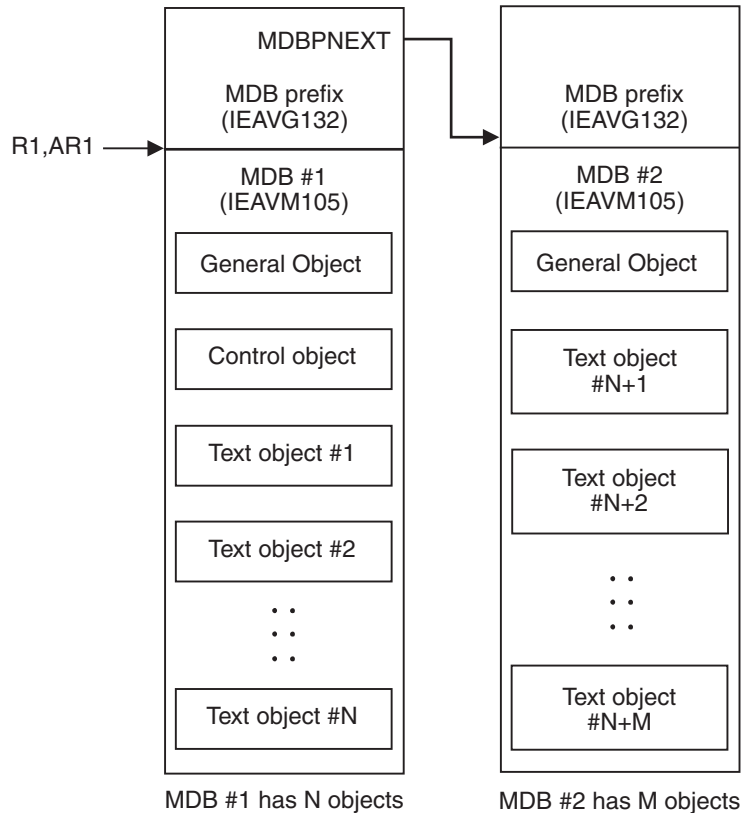 MDBPNEXT
MDB prefix
(IEAVG132)
R1,AR1
MDB #1
(IEAVM105)
General Object
Control object
Text object #1
Text object #2
Text object #N
MDB #1 has N objects
MDB prefix
(IEAVG132)
MDB #2
(IEAVM105)
General Object
Text object
#N+1
Text object
#N+2
Text object
#N+M
MDB #2 has M objects